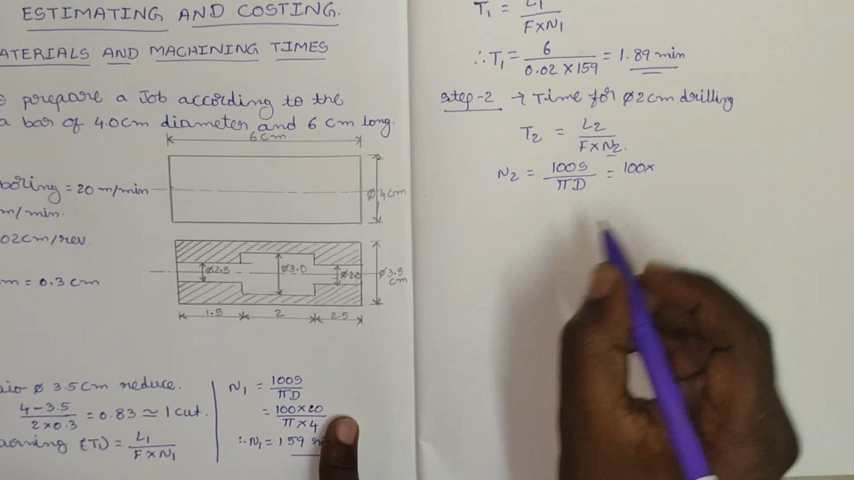 ESTIMATING AND COSTING.
MATERIALS AND MACHINING TIMES
prepare a Job according to the
a bar of 4.0cm diameter and 6 cm long.
6cm
boring = 20 m/min
m/min.
02cm/rev.
m = 0.3 cm
ø 4cm
ø2.5
ø3.0
ø2.0
ø3.5 cm
1.5
2
2.5
ø 3.5cm reduce.
4-3.5 / 2x0.3 = 0.83 ≃ 1 cut.
(T1) = L1 / F×N1
N1 = 100S / πD
= 100×20 / π×4
∴N1 = 159
T1 = L1 / F×N1
∴T1 = 6 / 0.02×159 = 1.89 min
step-2 → Time for ø2cm drilling
T2 = L2 / F×N2.
N2 = 100S / πD = 100×